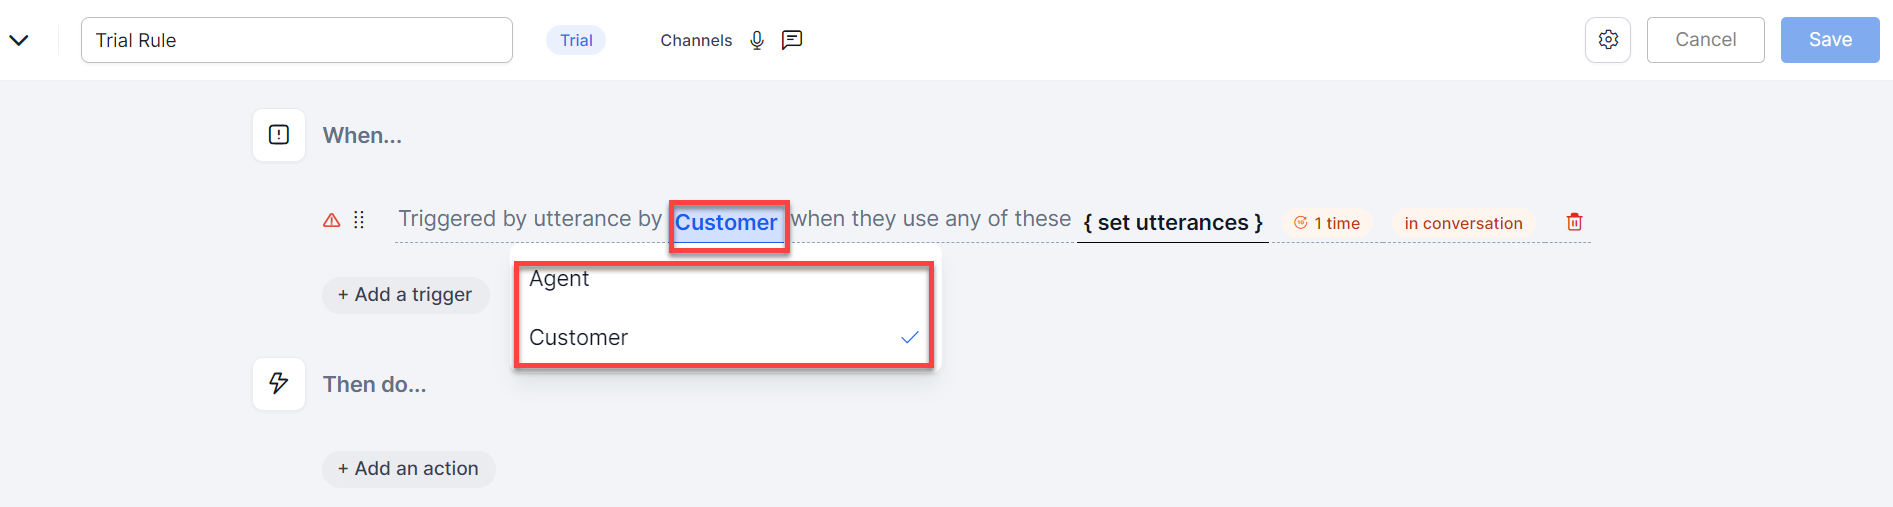 Trial Rule Trial Channels Cancel Save
When...
Triggered by utterance by Customer when they use any of these { set utterances } 1 time in conversation
Agent
+ Add a trigger
Customer
Then do...
+ Add an action